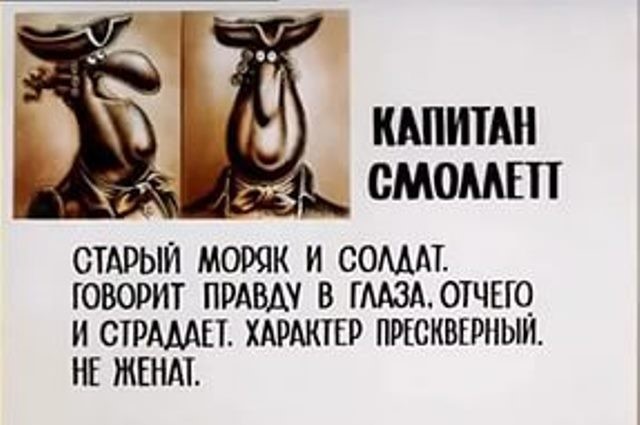 КАПИТАН
СМОЛЛЕТТ
СТАРЫЙ МОРЯК И СОЛДАТ.
ГОВОРИТ ПРАВДУ В ГЛАЗА, ОТЧЕГО
И СТРАДАЕТ. ХАРАКТЕР ПРЕСКВЕРНЫЙ.
НЕ ЖЕНАТ.